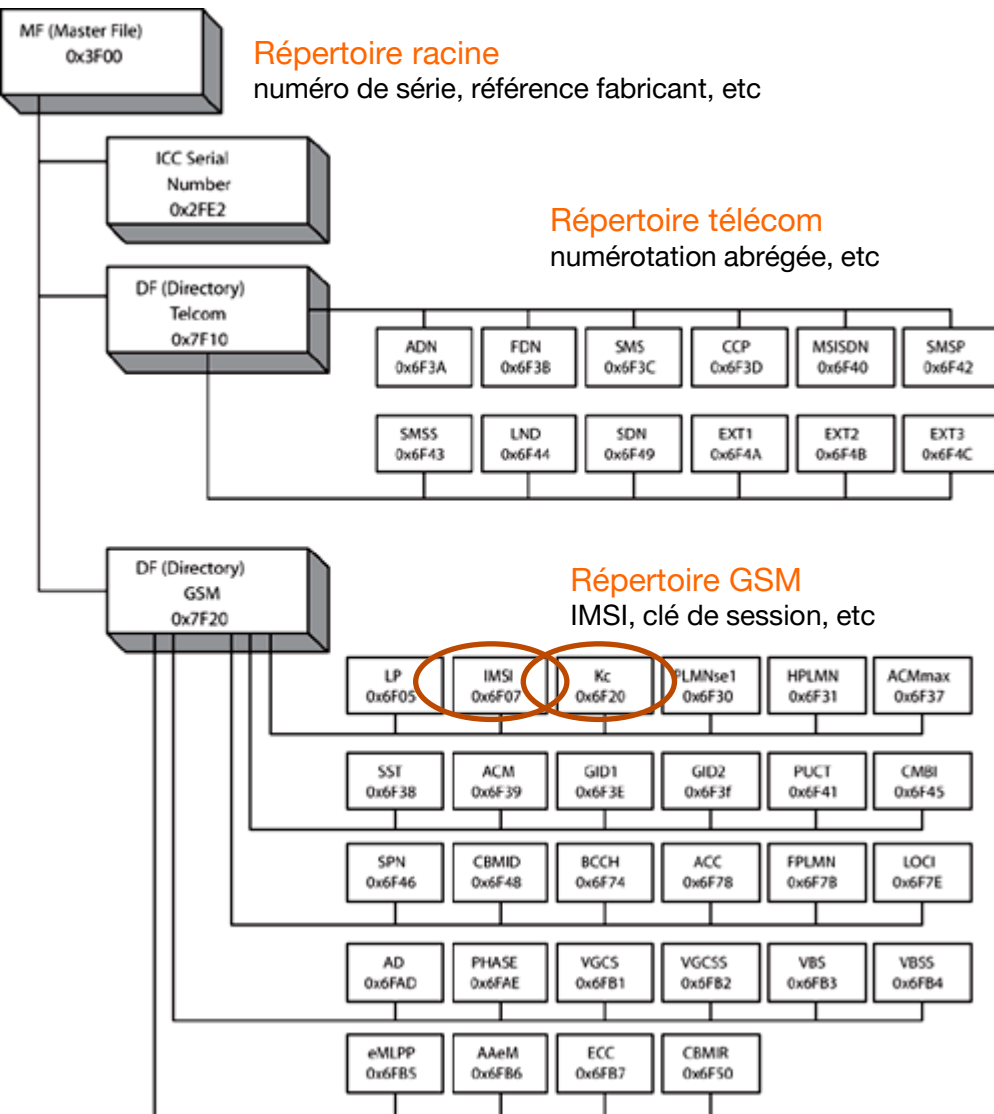 MF (Master File)
0x3F00
Répertoire racine
numéro de série, référence fabricant, etc
ICC Serial
Number
0x2FE2
Répertoire télécom
numérotation abrégée, etc
DF (Directory)
Telcom
0x7F10
ADN
0x6F3A
FDN
0x6F3B
SMS
0x6F3C
CCP
0x6F3D
MSISDN
0x6F40
SMSP
0x6F42
SMSS
0x6F43
LND
0x6F44
SDN
0x6F49
EXT1
0x6F4A
EXT2
0x6F4B
EXT3
0x6F4C
DF (Directory)
GSM
0x7F20
Répertoire GSM
IMSI, clé de session, etc
LP
0x6F05
IMSI
0x6F07
Kc
0x6F20
PLMNse1
0x6F30
HPLMN
0x6F31
ACMmax
0x6F37
SST
0x6F38
ACM
0x6F39
GID1
0x6F3E
GID2
0x6F3f
PUCT
0x6F41
CMBI
0x6F45
SPN
0x6F46
CBMID
0x6F48
BCCH
0x6F74
ACC
0x6F78
FPLMN
0x6F7B
LOCI
0x6F7E
AD
0x6FAD
PHASE
0x6FAE
VGCS
0x6FB1
VGCSS
0x6FB2
VBS
0x6FB3
VBSS
0x6FB4
eMLPP
0x6FB5
AAeM
0x6FB6
ECC
0x6FB7
CBMIR
0x6F50